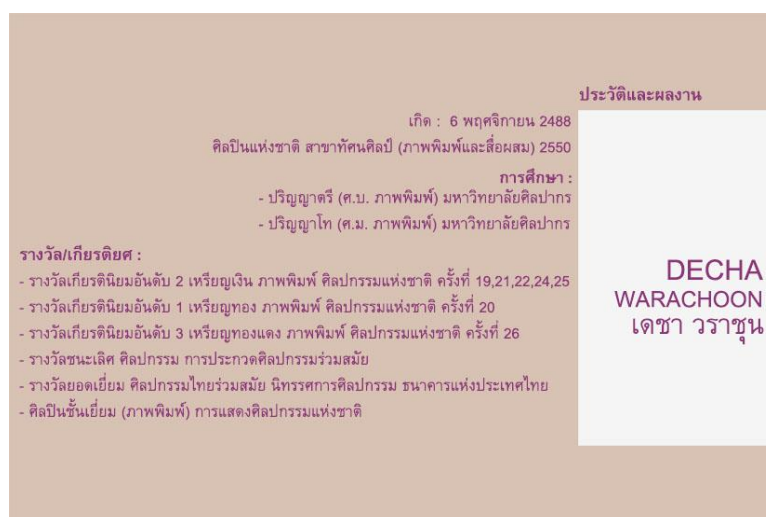 ประวัติและผลงาน
เกิด : 6 พฤศจิกายน 2488
ศิลปินแห่งชาติ สาขาทัศนศิลป์ (ภาพพิมพ์และสื่อผสม) 2550
การศึกษา :
- ปริญญาตรี (ศ.บ. ภาพพิมพ์) มหาวิทยาลัยศิลปากร
- ปริญญาโท (ศ.ม. ภาพพิมพ์) มหาวิทยาลัยศิลปากร
รางวัล/เกียรติยศ :
- รางวัลเกียรตินิยมอันดับ 2 เหรียญเงิน ภาพพิมพ์ ศิลปกรรมแห่งชาติ ครั้งที่ 19,21,22,24,25
- รางวัลเกียรตินิยมอันดับ 1 เหรียญทอง ภาพพิมพ์ ศิลปกรรมแห่งชาติ ครั้งที่ 20
- รางวัลเกียรตินิยมอันดับ 3 เหรียญทองแดง ภาพพิมพ์ ศิลปกรรมแห่งชาติ ครั้งที่ 26
- รางวัลชนะเลิศ ศิลปกรรม การประกวดศิลปกรรมร่วมสมัย
- รางวัลยอดเยี่ยม ศิลปกรรมไทยร่วมสมัย นิทรรศการศิลปกรรม ธนาคารแห่งประเทศไทย
- ศิลปินชั้นเยี่ยม (ภาพพิมพ์) การแสดงศิลปกรรมแห่งชาติ
DECHA
WARACHOON
เดชา วราชุน